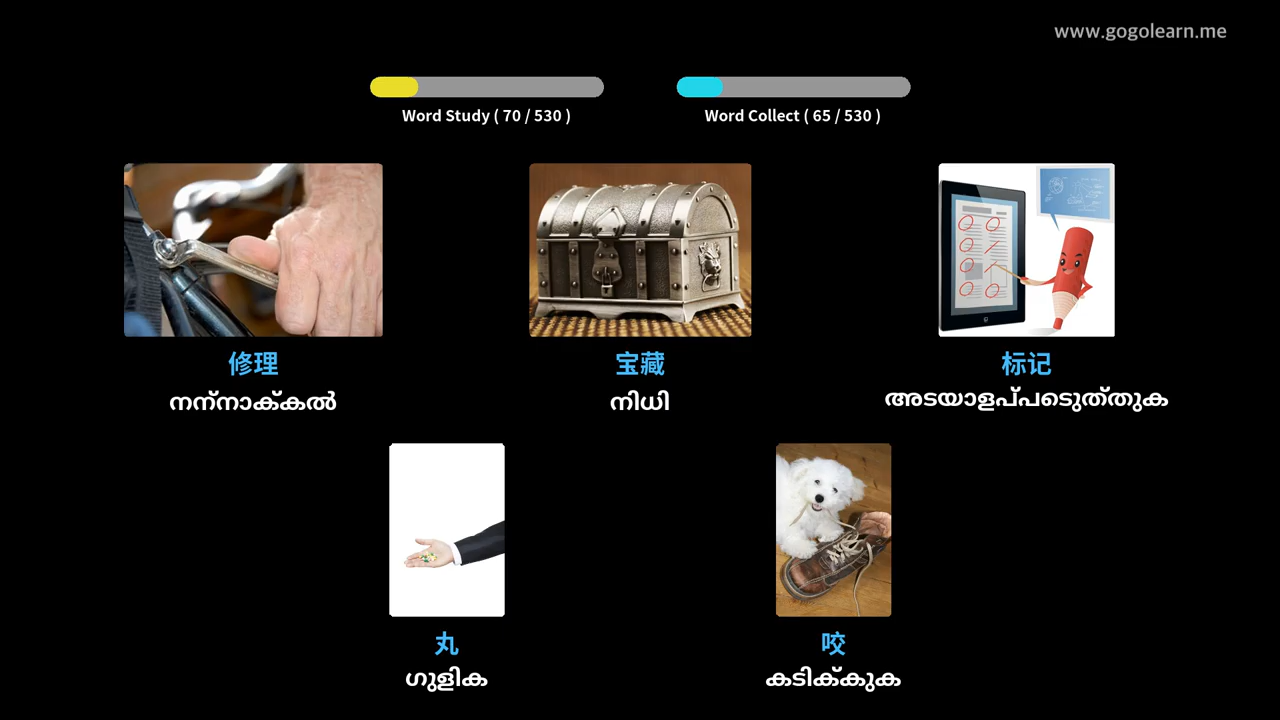 www.gogolearn.me
Word Study ( 70 / 530 )
Word Collect ( 65 / 530 )
修理
宝藏
标记
നന്നാക്കൽ
നിധി
അടയാളപ്പെടുത്തുക
丸
咬
ഗുളിക
കടിക്കുക